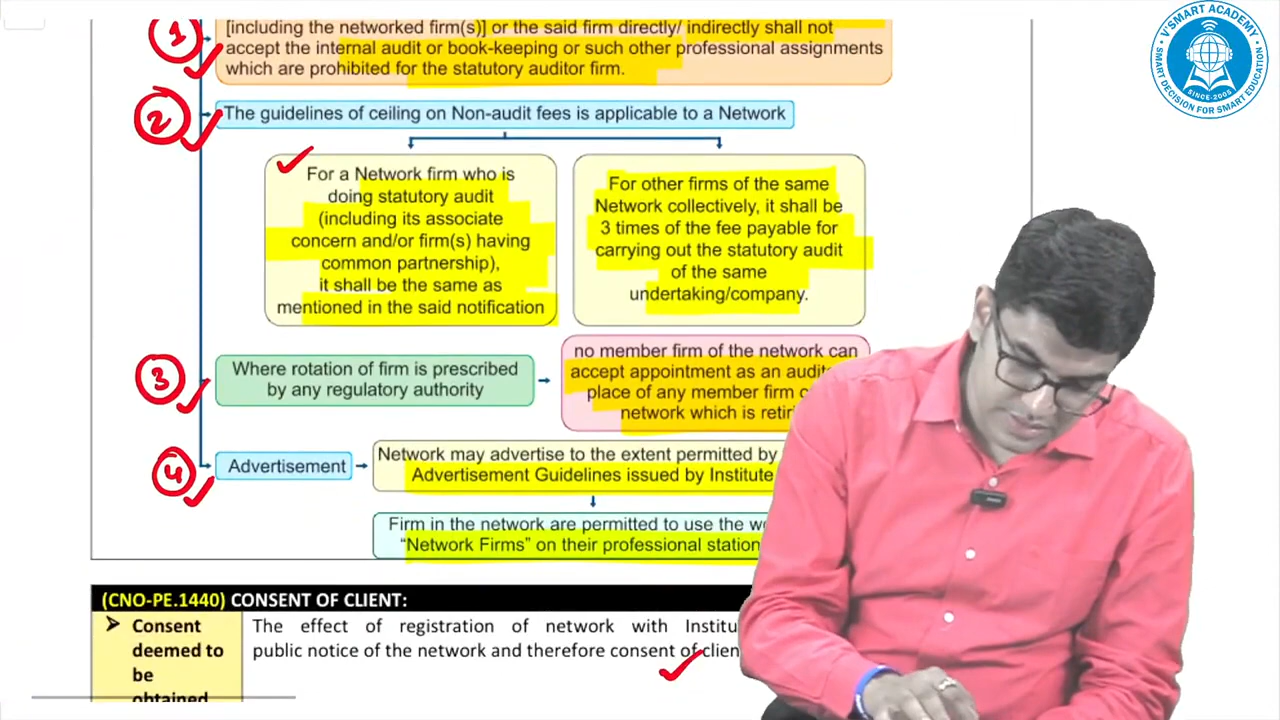 [including the networked firm(s)] or the said firm directly/ indirectly shall not
accept the internal audit or book-keeping or such other professional assignments
which are prohibited for the statutory auditor firm.
1
2
The guidelines of ceiling on Non-audit fees is applicable to a Network
For a Network firm who is
doing statutory audit
(including its associate
concern and/or firm(s) having
common partnership),
it shall be the same as
mentioned in the said notification
For other firms of the same
Network collectively, it shall be
3 times of the fee payable for
carrying out the statutory audit
of the same
undertaking/company.
3
Where rotation of firm is prescribed
by any regulatory authority
no member firm of the network can
accept appointment as an
place of any member firm
network which is
4
Advertisement
Network may advertise to the extent permitted by
Advertisement Guidelines issued by Institute
Firm in the network are permitted to use the
"Network Firms" on their professional
(CNO-PE.1440) CONSENT OF CLIENT:
➤ Consent
deemed to
be
obtained
The effect of registration of network with
public notice of the network and therefore consent of
V'SMART ACADEMY
SMART DECISION FOR SMART EDUCATION
SINCE-2005